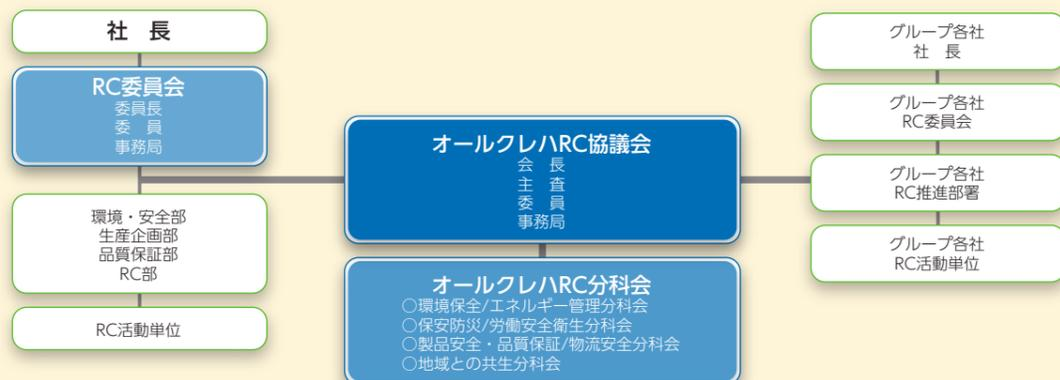 社　長
RC委員会
委員長
委　員
事務局
環境・安全部
生産企画部
品質保証部
RC部
RC活動単位
オールクレハRC協議会
会　長
主　査
委　員
事務局
オールクレハRC分科会
○環境保全/エネルギー管理分科会
○保安防災/労働安全衛生分科会
○製品安全・品質保証/物流安全分科会
○地域との共生分科会
グループ各社
社　長
グループ各社
RC委員会
グループ各社
RC推進部署
グループ各社
RC活動単位